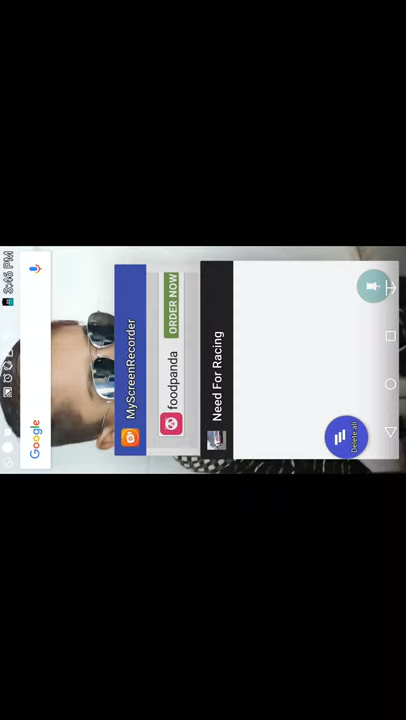 3:46 PM
Google
MyScreenRecorder
foodpanda
ORDER NOW
Need For Racing
Delete all